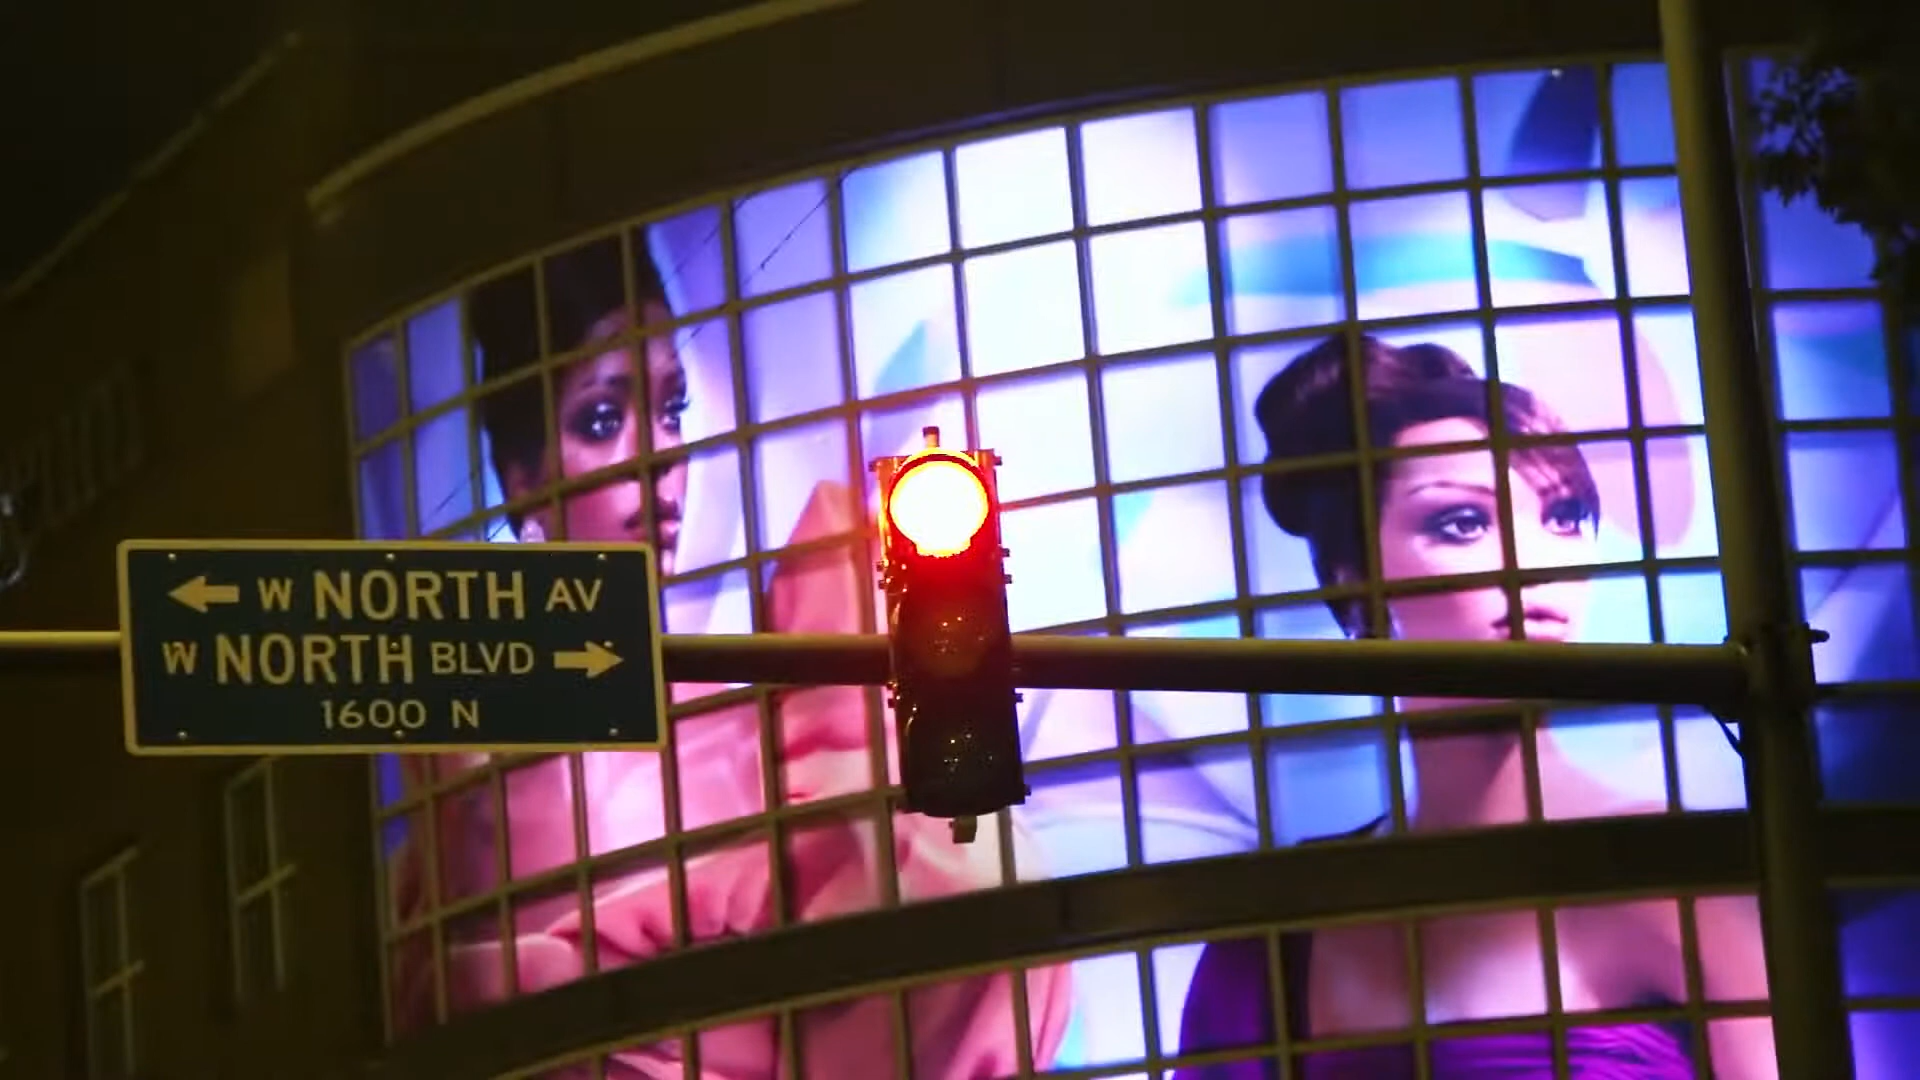 ← W NORTH AV
W NORTH BLVD →
1600 N